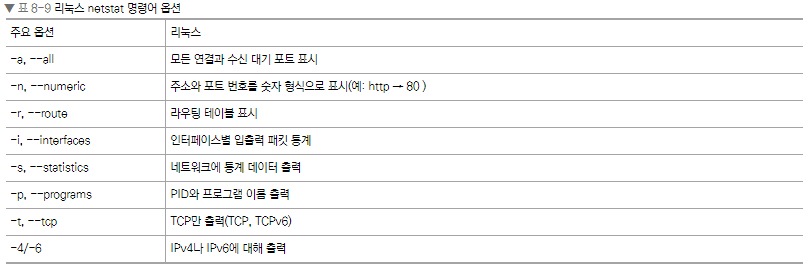 ▼ 표 8-9 리눅스 netstat 명령어 옵션
주요 옵션 리눅스
-a, --all 모든 연결과 수신 대기 포트 표시
-n, --numeric 주소와 포트 번호를 숫자 형식으로 표시(예: http → 80 )
-r, --route 라우팅 테이블 표시
-i, --interfaces 인터페이스별 입출력 패킷 통계
-s, --statistics 네트워크에 통계 데이터 출력
-p, --programs PID와 프로그램 이름 출력
-t, --tcp TCP만 출력(TCP, TCPv6)
-4/-6 IPv4나 IPv6에 대해 출력